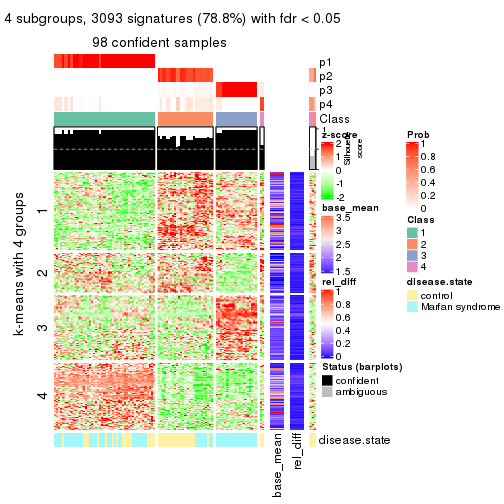 4 subgroups, 3093 signatures (78.8%) with fdr < 0.05
98 confident samples
p1
p2
p3
p4
Class
1
Silhouette
score
z-score
2
1
0
-1
-2
base_mean
3.5
3
2.5
2
1.5
rel_diff
1
0.8
0.6
0.4
0.2
0
Status (barplots)
confident
ambiguous
Prob
1
0.8
0.6
0.4
0.2
0
Class
1
2
3
4
disease.state
control
Marfan syndrome
k-means with 4 groups
1
2
3
4
disease.state
base_mean
rel_diff